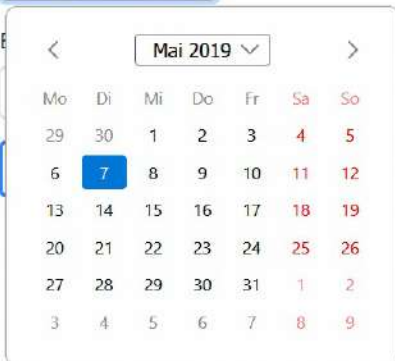 Mai 2019
Mo Di Mi Do Fr Sa So
29 30 1 2 3 4 5
6 7 8 9 10 11 12
13 14 15 16 17 18 19
20 21 22 23 24 25 26
27 28 29 30 31 1 2
3 4 5 6 7 8 9